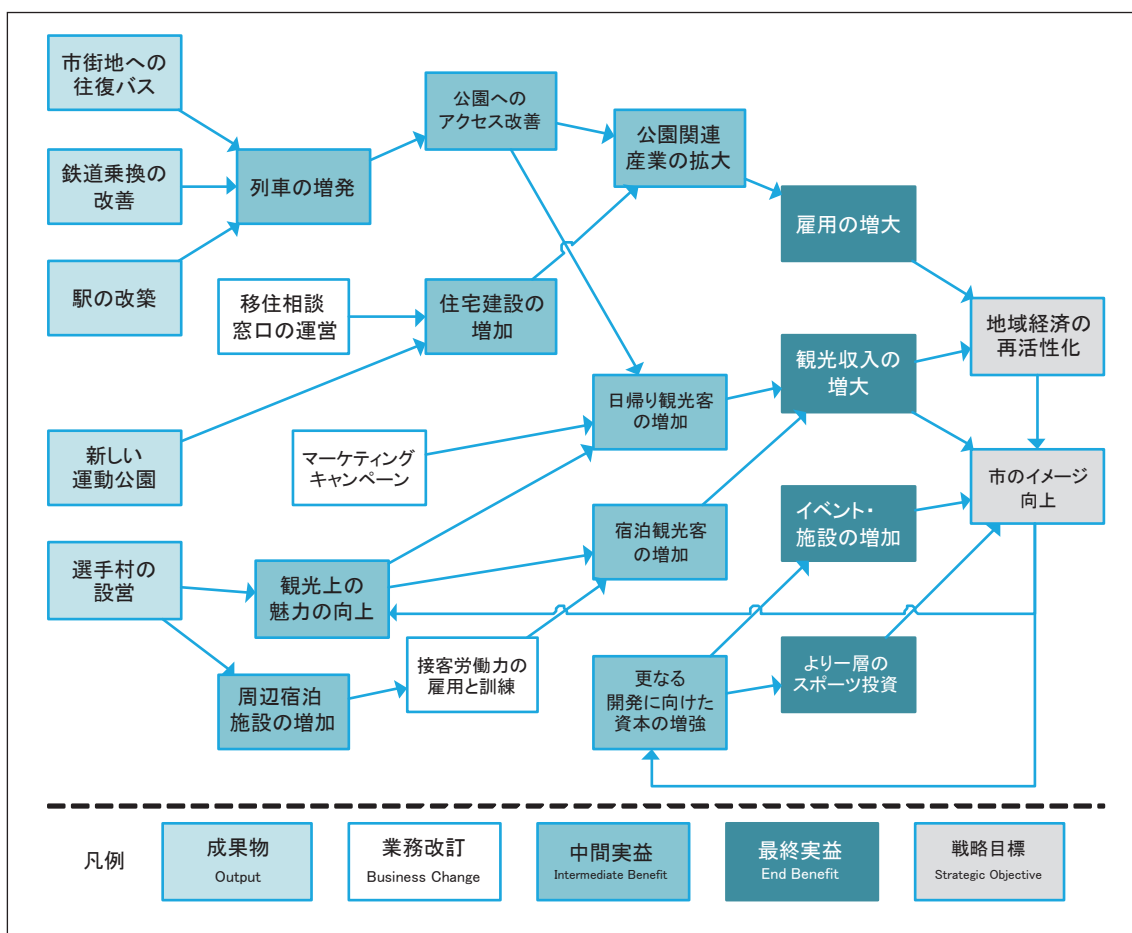 市街地への
往復バス
鉄道乗換の
改善
駅の改築
新しい
運動公園
選手村の
設営
列車の増発
移住相談
窓口の運営
マーケティング
キャンペーン
観光上の
魅力の向上
周辺宿泊
施設の増加
公園への
アクセス改善
住宅建設の
増加
接客労働力の
雇用と訓練
公園関連
産業の拡大
日帰り観光客
の増加
宿泊観光客
の増加
更なる
開発に向けた
資本の増強
雇用の増大
観光収入の
増大
イベント・
施設の増加
より一層の
スポーツ投資
地域経済の
再活性化
市のイメージ
向上
凡例
成果物
Output
業務改訂
Business Change
中間実益
Intermediate Benefit
最終実益
End Benefit
戦略目標
Strategic Objective